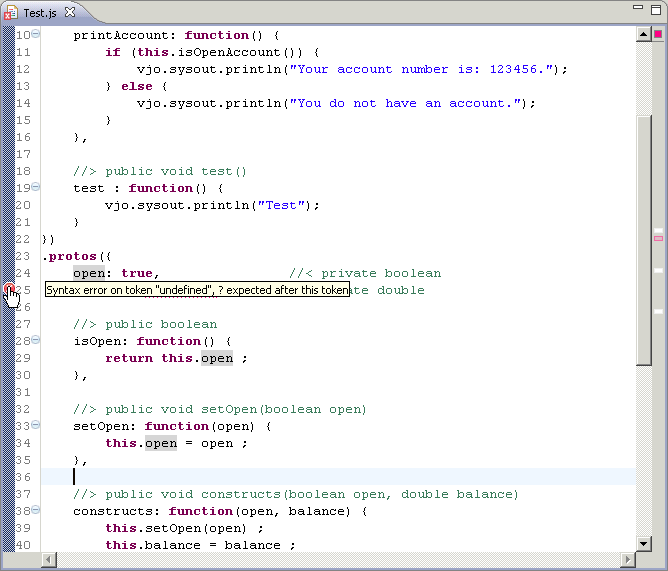 Test.js
10 printAccount: function() {
11 if (this.isOpenAccount()) {
12 vjo.sysout.println("Your account number is: 123456.");
13 } else {
14 vjo.sysout.println("You do not have an account.");
15 }
16 },
17
18 //> public void test()
19 test : function() {
20 vjo.sysout.println("Test");
21 }
22 })
23 .protos({
24 open: true, //< private boolean
25 Syntax error on token "undefined", ? expected after this token ate double
26
27 //> public boolean
28 isOpen: function() {
29 return this.open ;
30 },
31
32 //> public void setOpen(boolean open)
33 setOpen: function(open) {
34 this.open = open ;
35 },
36
37 //> public void constructs(boolean open, double balance)
38 constructs: function(open, balance) {
39 this.setOpen(open) ;
40 this.balance = balance ;